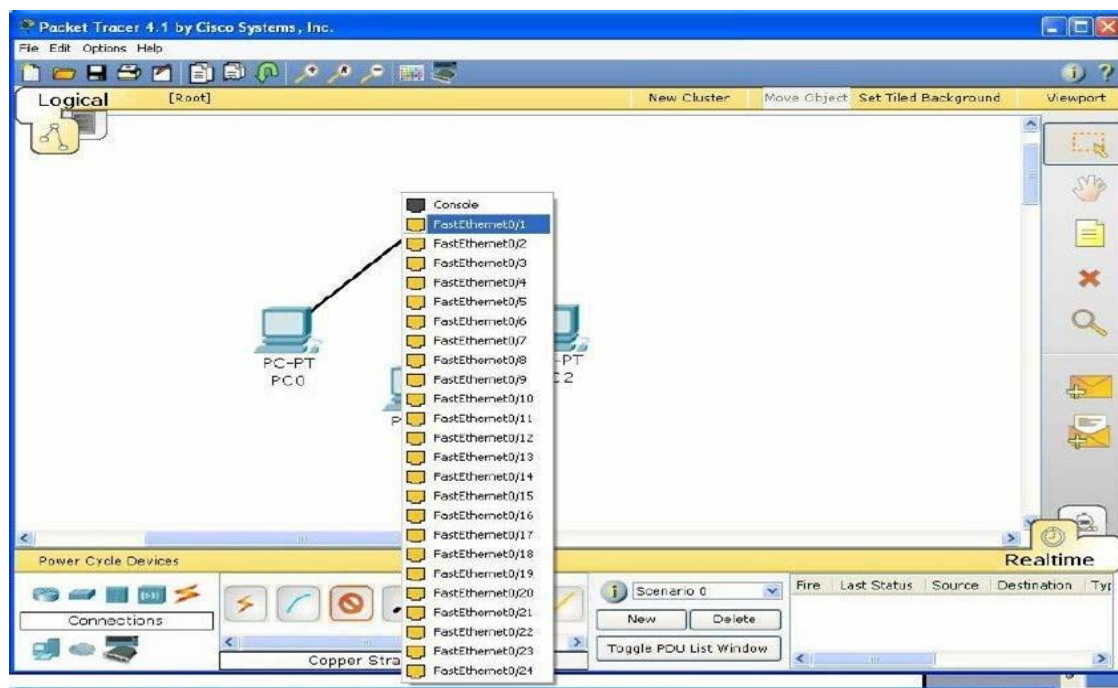 Packet Tracer 4.1 by Cisco Systems, Inc.
File Edit Options Help
Logical [Root] New Cluster Move Object Set Tiled Background Viewport
Console
FastEthernet0/1
FastEthernet0/2
FastEthernet0/3
FastEthernet0/4
FastEthernet0/5
FastEthernet0/6
FastEthernet0/7
FastEthernet0/8
FastEthernet0/9
FastEthernet0/10
FastEthernet0/11
FastEthernet0/12
FastEthernet0/13
FastEthernet0/14
FastEthernet0/15
FastEthernet0/16
FastEthernet0/17
FastEthernet0/18
FastEthernet0/19
FastEthernet0/20
FastEthernet0/21
FastEthernet0/22
FastEthernet0/23
FastEthernet0/24
PC-PT
PC0
P
-PT
2
Power Cycle Devices
Realtime
Connections
Copper Stra
Scenario 0
New Delete
Toggle PDU List Window
Fire Last Status Source Destination Typ